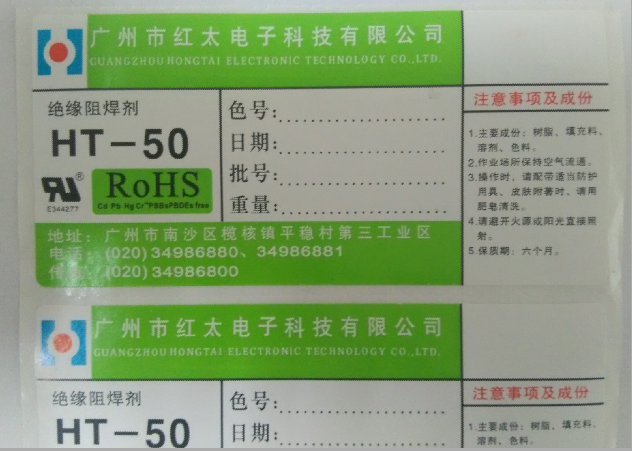 广州市红太电子科技有限公司
GUANGZHOU HONGTAI ELECTRONIC TECHNOLOGY CO.,LTD.
绝缘阻焊剂
HT-50
RU®
E344277
RoHS
Cd Pb Hg Cr⁶⁺PBBsPBDEs free
色号:
日期:
批号:
重量:
地址: 广州市南沙区榄核镇平稳村第三工业区
电话: (020)34986880、34986881
传真: (020)34986800
注意事项及成份
1.主要成份: 树脂、填充料、
溶剂、色料。
2.作业场所保持空气流通。
3.操作时、请配带适当防护
用具、皮肤附著时、请用
肥皂清洗。
4.请避开火源或阳光直接照
射。
5.保质期: 六个月。
广州市红太电子科技有限公司
GUANGZHOU HONGTAI ELECTRONIC TECHNOLOGY CO.,LTD.
绝缘阻焊剂
HT-50
色号:
日期:
注意事项及成份
1.主要成份: 树脂、填充料、
溶剂、色料。